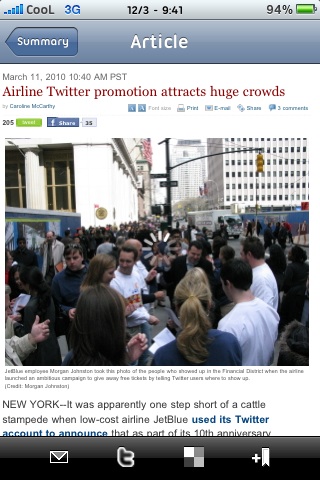 CooL 3G 12/3 - 9:41 94%
Summary Article
March 11, 2010 10:40 AM PST
Airline Twitter promotion attracts huge crowds
by Caroline McCarthy
A A Font size Print E-mail Share 3 comments
205 tweet f Share 35
JetBlue employee Morgan Johnston took this photo of the people who showed up in the Financial District when the airline
launched an ambitious campaign to give away free tickets by telling Twitter users where to show up.
(Credit: Morgan Johnston)
NEW YORK--It was apparently one step short of a cattle
stampede when low-cost airline JetBlue used its Twitter
account to announce that as part of its 10th anniversary